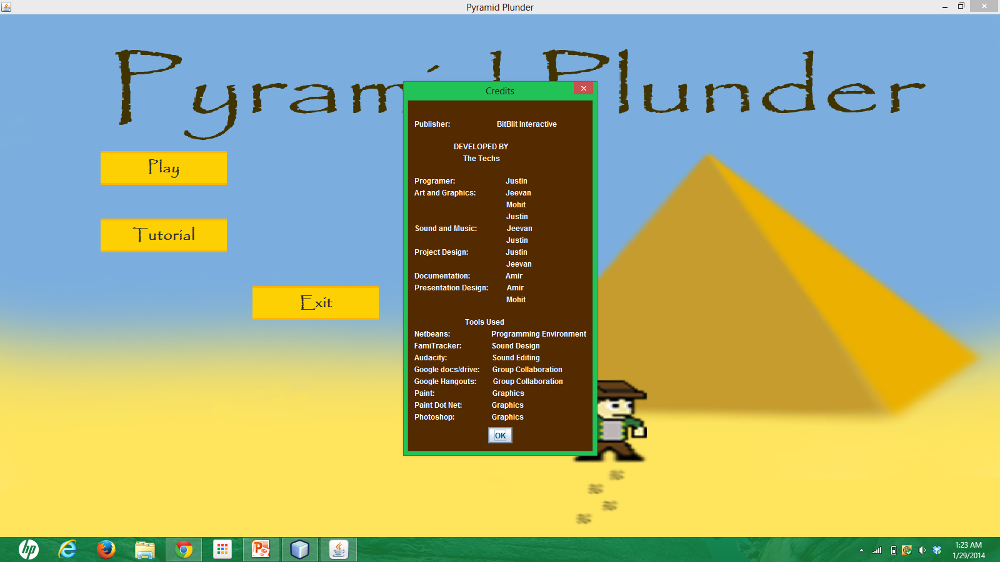 Pyramid Plunder
Pyramid Plunder
Credits
Publisher: BitBlit Interactive
DEVELOPED BY
The Techs
Programer: Justin
Art and Graphics: Jeevan
Mohit
Justin
Sound and Music: Jeevan
Justin
Project Design: Justin
Jeevan
Documentation: Amir
Presentation Design: Amir
Mohit
Tools Used
Netbeans: Programming Environment
FamiTracker: Sound Design
Audacity: Sound Editing
Google docs/drive: Group Collaboration
Google Hangouts: Group Collaboration
Paint: Graphics
Paint Dot Net: Graphics
Photoshop: Graphics
OK
Play
Tutorial
Exit
hp
1:23 AM
1/29/2014